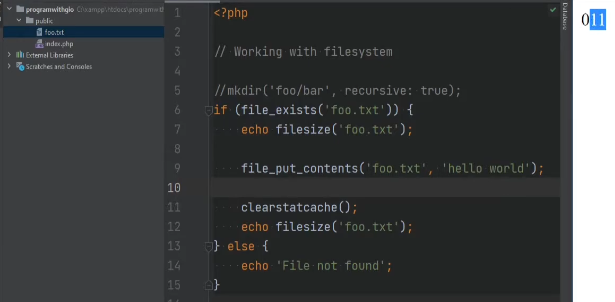 programwithgio C:\xampp\htdocs\programwith
public
foo.txt
index.php
External Libraries
Scratches and Consoles
1 <?php
2
3 // Working with filesystem
4
5 //mkdir('foo/bar', recursive: true);
6 if (file_exists('foo.txt')) {
7 echo filesize('foo.txt');
8
9 file_put_contents('foo.txt', 'hello world');
10
11 clearstatcache();
12 echo filesize('foo.txt');
13 } else {
14 echo 'File not found';
15 }
Database
011